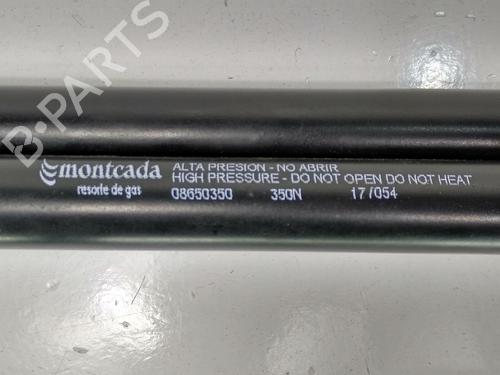 B-PARTS
montcada
resorte de gas
ALTA PRESION - NO ABRIR
HIGH PRESSURE - DO NOT OPEN DO NOT HEAT
08650350 350N 17/054